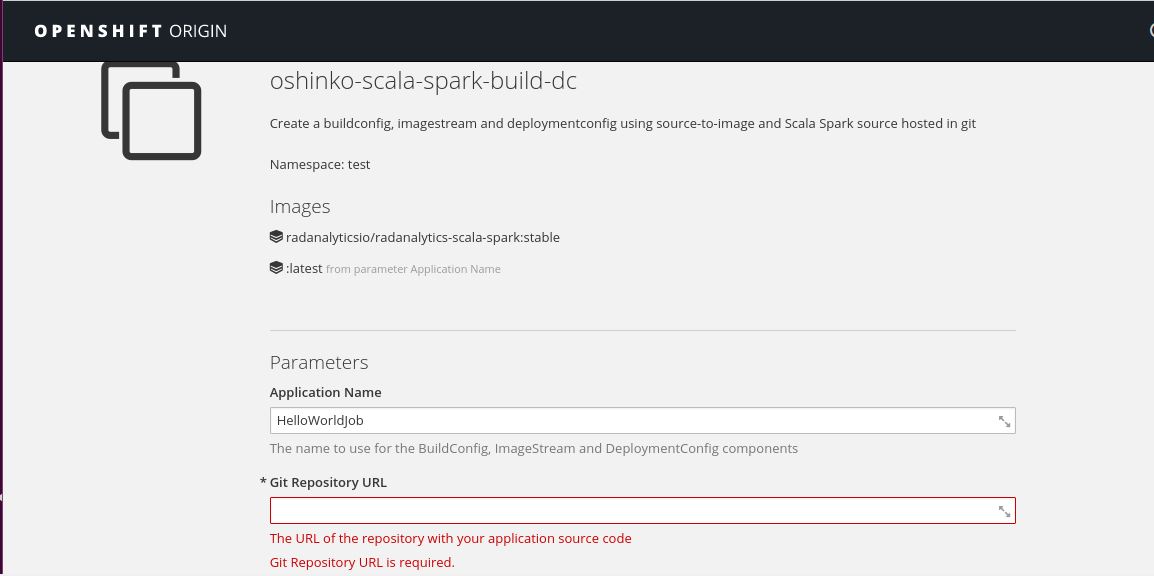 OPENSHIFT ORIGIN
oshinko-scala-spark-build-dc
Create a buildconfig, imagestream and deploymentconfig using source-to-image and Scala Spark source hosted in git
Namespace: test
Images
radanalyticsio/radanalytics-scala-spark:stable
:latest from parameter Application Name
Parameters
Application Name
HelloWorldJob
The name to use for the BuildConfig, ImageStream and DeploymentConfig components
* Git Repository URL
The URL of the repository with your application source code
Git Repository URL is required.